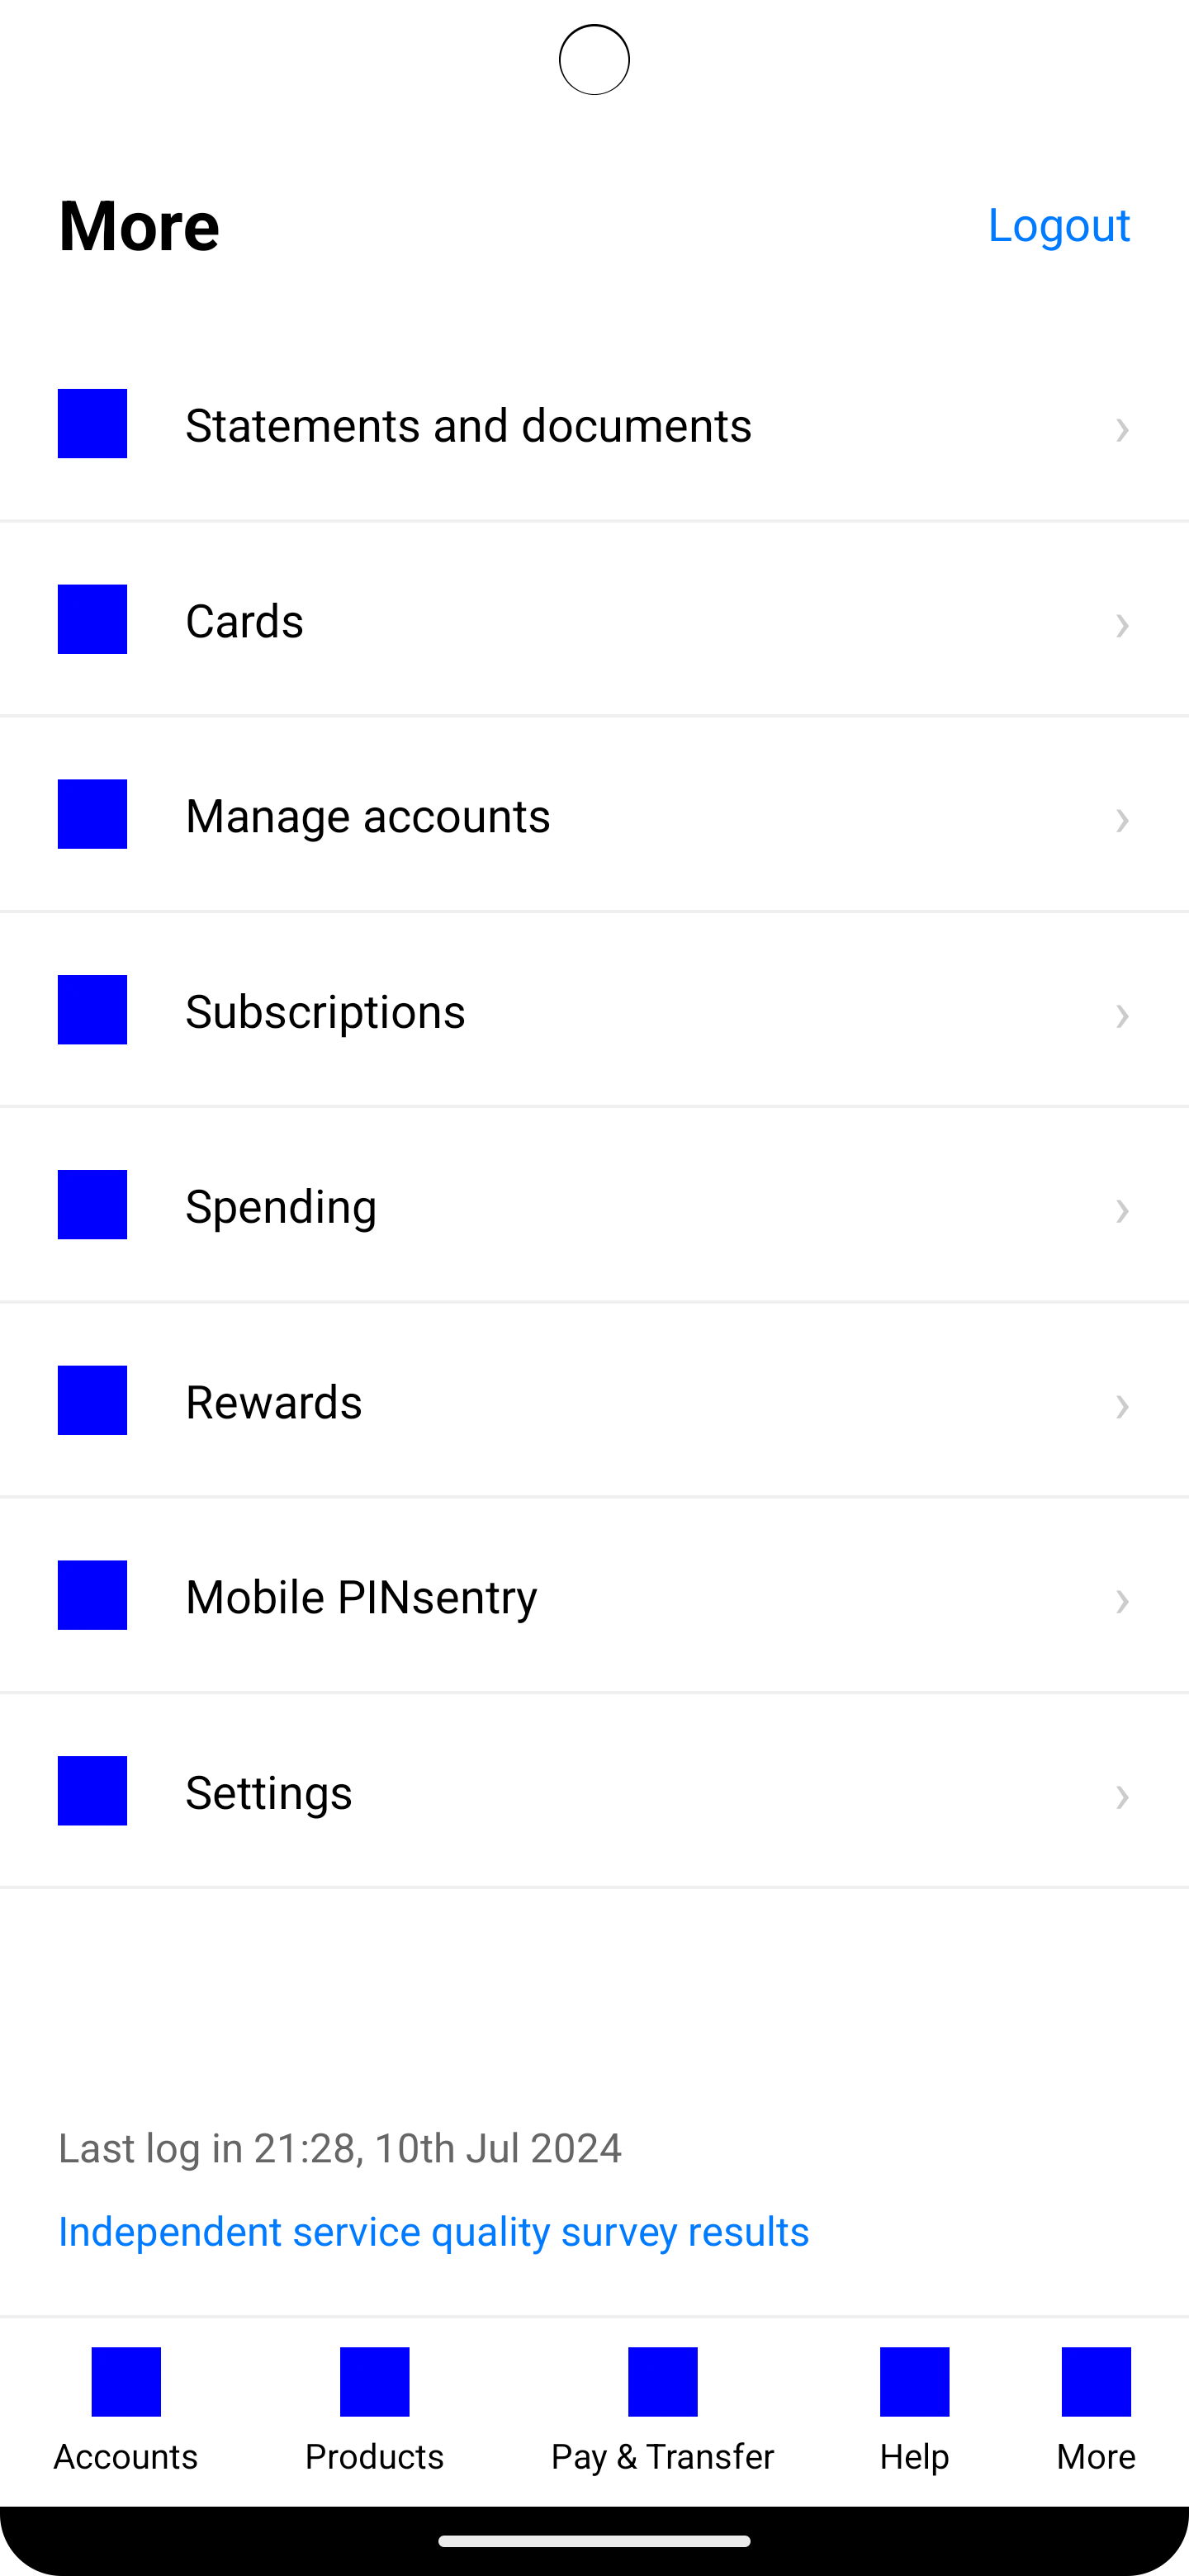 More
Logout
Statements and documents
Cards
Manage accounts
Subscriptions
Spending
Rewards
Mobile PINsentry
Settings
Last log in 21:28, 10th Jul 2024
Independent service quality survey results
Accounts
Products
Pay & Transfer
Help
More